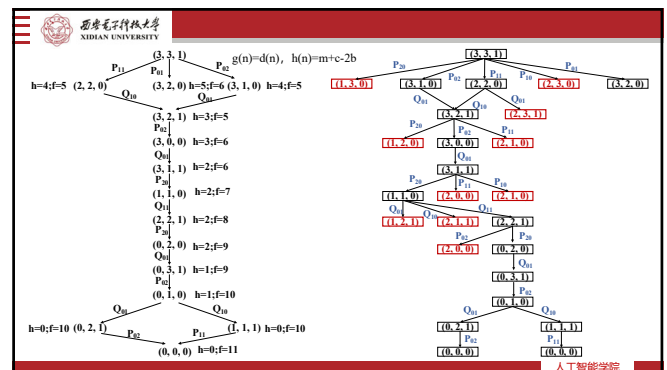 西安电子科技大学
XIDIAN UNIVERSITY
g(n)=d(n),   h(n)=m+c-2b
(3, 3, 1)
P11 P01 P02
h=4;f=5 (2, 2, 0) (3, 2, 0) h=5;f=6 (3, 1, 0) h=4;f=5
Q10 Q01
(3, 2, 1) h=3;f=5
P02
(3, 0, 0) h=3;f=6
Q01
(3, 1, 1) h=2;f=6
P20
(1, 1, 0) h=2;f=7
Q11
(2, 2, 1) h=2;f=8
P20
(0, 2, 0) h=2;f=9
Q01
(0, 3, 1) h=1;f=9
P02
(0, 1, 0) h=1;f=10
Q01 Q10
h=0;f=10 (0, 2, 1) (1, 1, 1) h=0;f=10
P02 P11
(0, 0, 0) h=0;f=11
(3, 3, 1)
P20 P02 P11 P10 P01
(1, 3, 0) (3, 1, 0) (2, 2, 0) (2, 3, 0) (3, 2, 0)
Q01 Q10 Q01
(3, 2, 1) (2, 3, 1)
P20 P02 P11
(1, 2, 0) (3, 0, 0) (2, 1, 0)
Q01
(3, 1, 1)
P20 P11 P10
(1, 1, 0) (2, 0, 0) (2, 1, 0)
Q01 Q10 Q11
(1, 2, 1) (2, 1, 1) (2, 2, 1)
P02 P20
(2, 0, 0) (0, 2, 0)
Q01
(0, 3, 1)
P02
(0, 1, 0)
Q01 Q10
(0, 2, 1) (1, 1, 1)
P02 P11
(0, 0, 0) (0, 0, 0)
人工智能学院